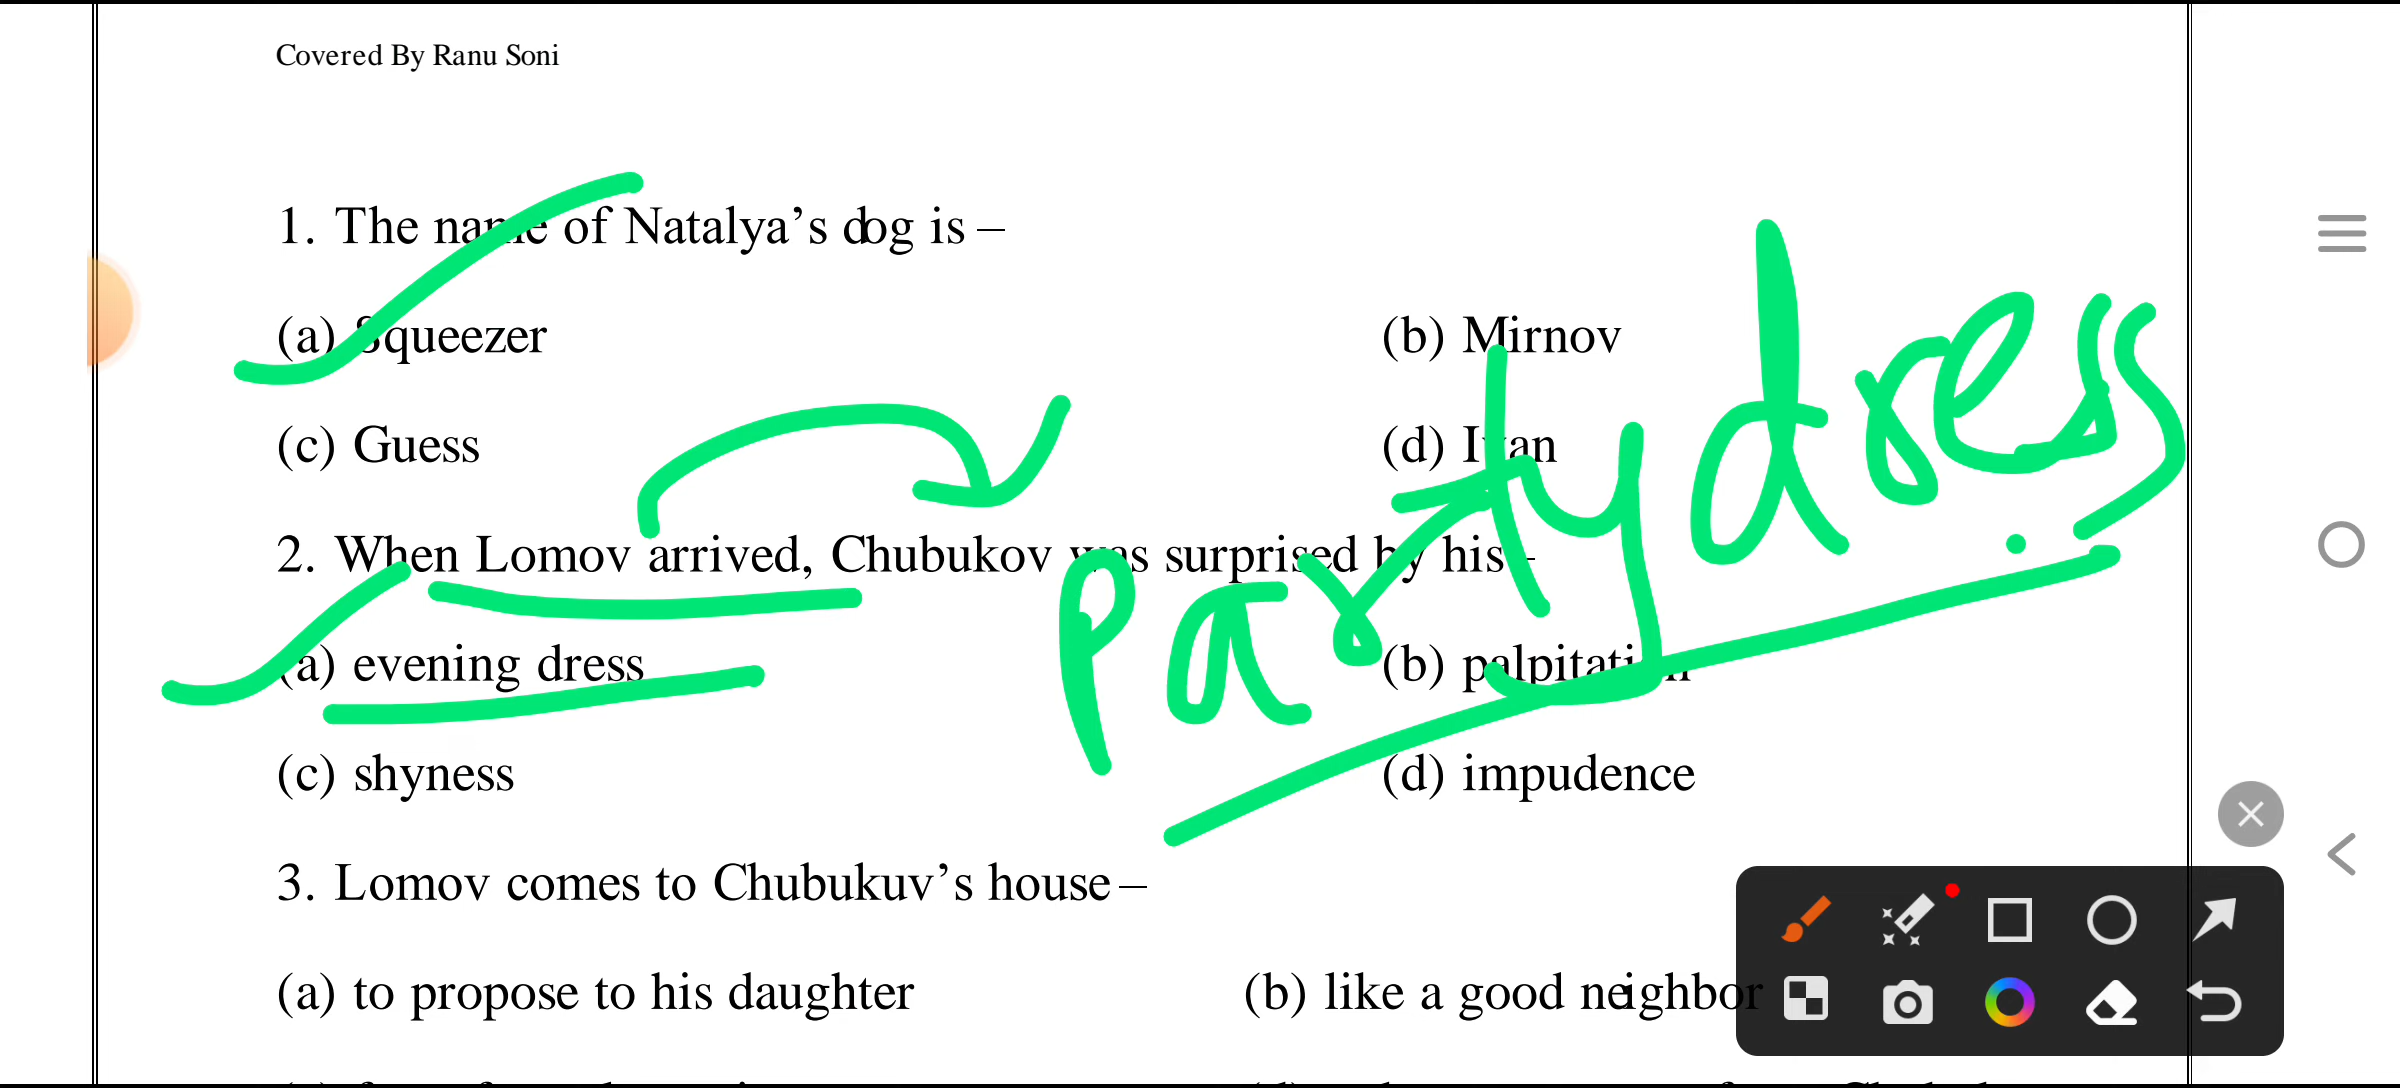 Covered By Ranu Soni
1. The name of Natalya’s dog is –
(a) Squeezer
(b) Mirnov
(c) Guess
(d) Ivan
party dress
2. When Lomov arrived, Chubukov was surprised by his –
(a) evening dress
(b) palpitation
(c) shyness
(d) impudence
3. Lomov comes to Chubukuv’s house –
(a) to propose to his daughter
(b) like a good neighbor